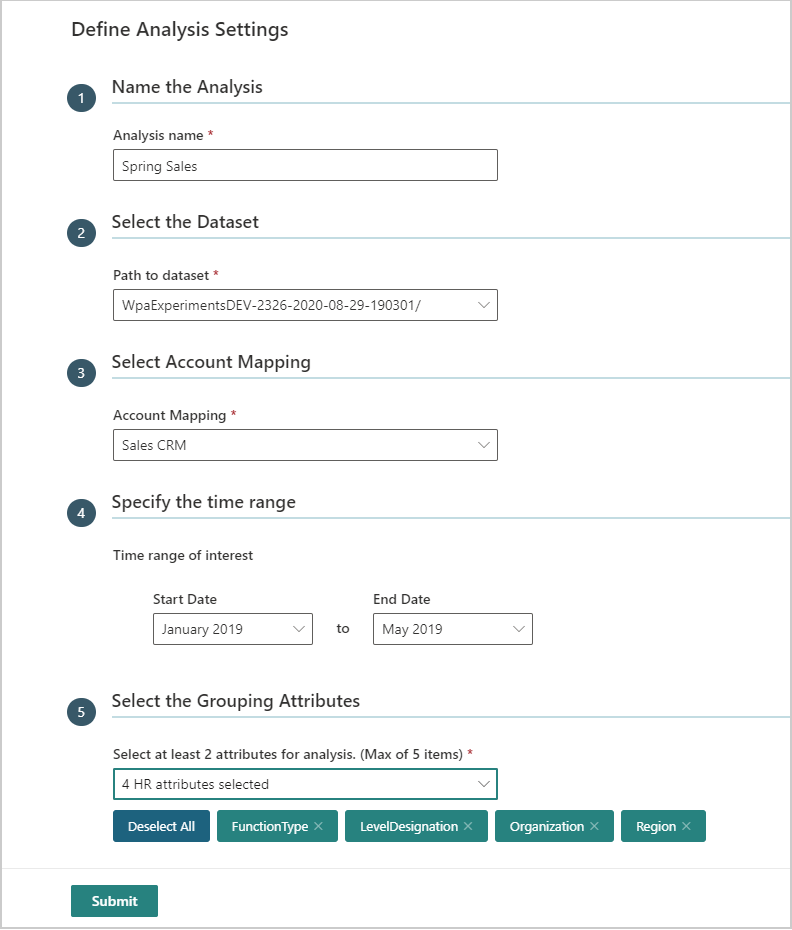 Define Analysis Settings
1 Name the Analysis
Analysis name *
Spring Sales
2 Select the Dataset
Path to dataset *
WpaExperimentsDEV-2326-2020-08-29-190301/
3 Select Account Mapping
Account Mapping *
Sales CRM
4 Specify the time range
Time range of interest
Start Date End Date
January 2019 to May 2019
5 Select the Grouping Attributes
Select at least 2 attributes for analysis. (Max of 5 items) *
4 HR attributes selected
Deselect All FunctionType × LevelDesignation × Organization × Region ×
Submit